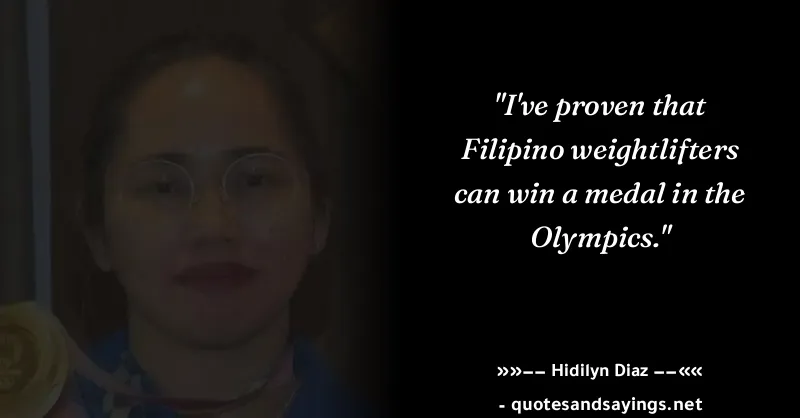 "I've proven that
Filipino weightlifters
can win a medal in the
Olympics."
»»−− Hidilyn Diaz −−««
- quotesandsayings.net